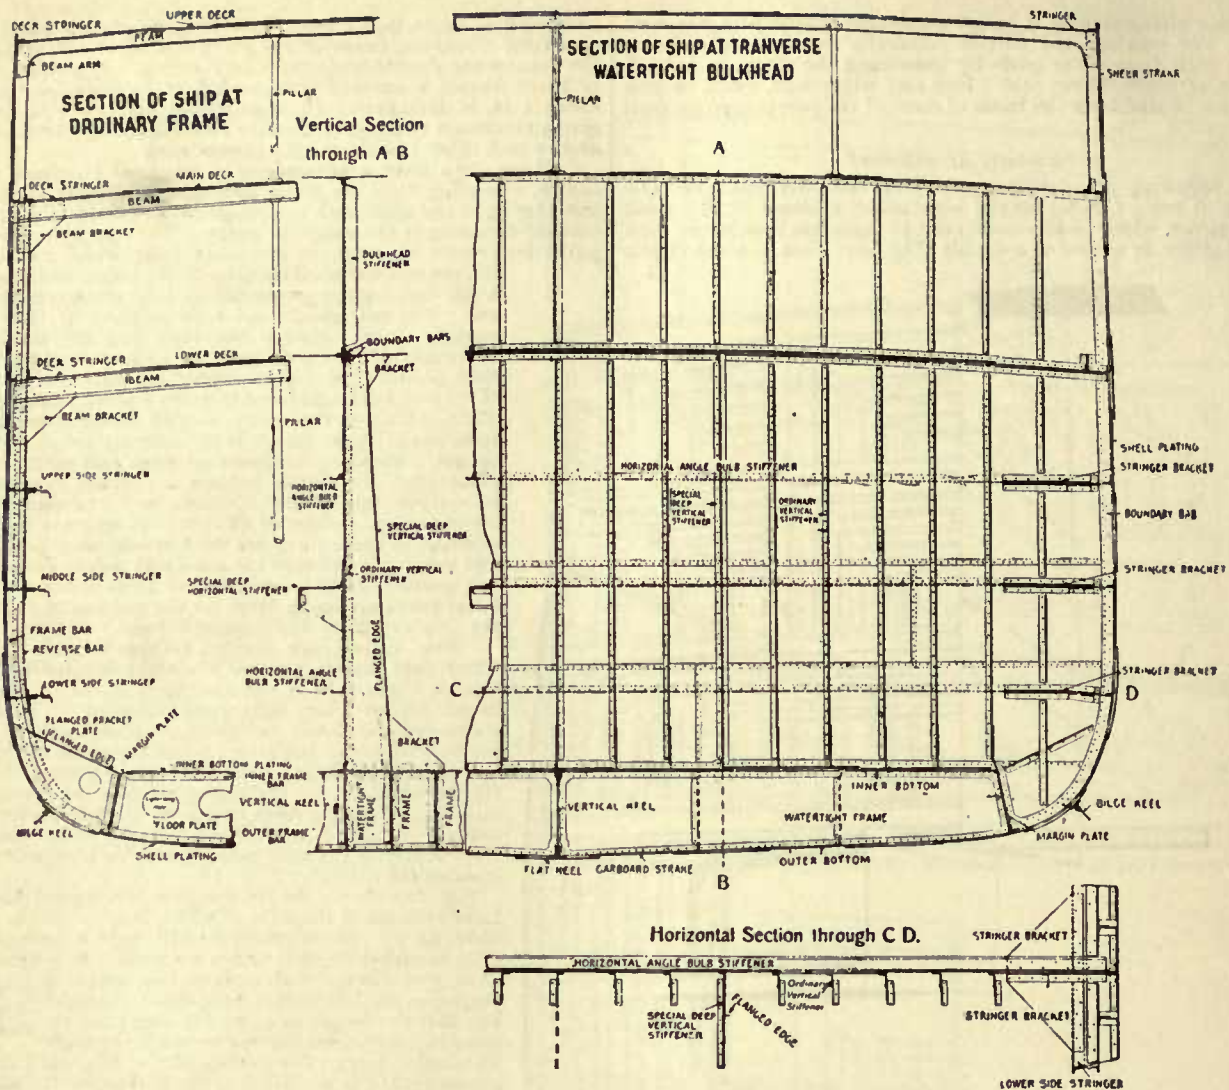 DECK STRINGER
UPPER DECK
BEAM
BEAM ARM
SECTION OF SHIP AT
ORDINARY FRAME
PILLAR
DECK STRINGER
MAIN DECK
BEAM
BEAM BRACKET
DECK STRINGER
LOWER DECK
BEAM
BEAM BRACKET
PILLAR
UPPER SIDE STRINGER
MIDDLE SIDE STRINGER
FRAME BAR
REVERSE BAR
LOWER SIDE STRINGER
FLANGED BRACKET
PLATE
FLANGED EDGE
MARGIN PLATE
INNER BOTTOM PLATING
INNER FRAME
BAR
VERTICAL KEEL
FLOOR PLATE
OUTER FRAME
BAR
BILGE KEEL
SHELL PLATING
Vertical Section
through A B
BULKHEAD
STIFFENER
BOUNDARY BARS
BRACKET
HORIZONTAL
ANGLE BULB
STIFFENER
SPECIAL DEEP
VERTICAL STIFFENER
ORDINARY VERTICAL
STIFFENER
SPECIAL DEEP
HORIZONTAL STIFFENER
FLANGED EDGE
HORIZONTAL ANGLE
BULB STIFFENER
BRACKET
WATERTIGHT
FRAME
FRAME
FRAME
SECTION OF SHIP AT TRANVERSE
WATERTIGHT BULKHEAD
STRINGER
SHEER STRAKE
PILLAR
A
HORIZONTAL ANGLE BULB STIFFENER
SPECIAL
DEEP
VERTICAL
STIFFENER
ORDINARY
VERTICAL
STIFFENER
SHELL PLATING
STRINGER BRACKET
BOUNDARY BAR
STRINGER BRACKET
STRINGER BRACKET
C
D
INNER BOTTOM
VERTICAL KEEL
WATERTIGHT FRAME
BILGE KEEL
MARGIN PLATE
FLAT KEEL
GARBOARD STRAKE
OUTER BOTTOM
B
Horizontal Section through C D.
HORIZONTAL ANGLE BULB STIFFENER
STRINGER BRACKET
Ordinary
Vertical
Stiffener
SPECIAL DEEP
VERTICAL
STIFFENER
FLANGED EDGE
STRINGER BRACKET
LOWER SIDE STRINGER